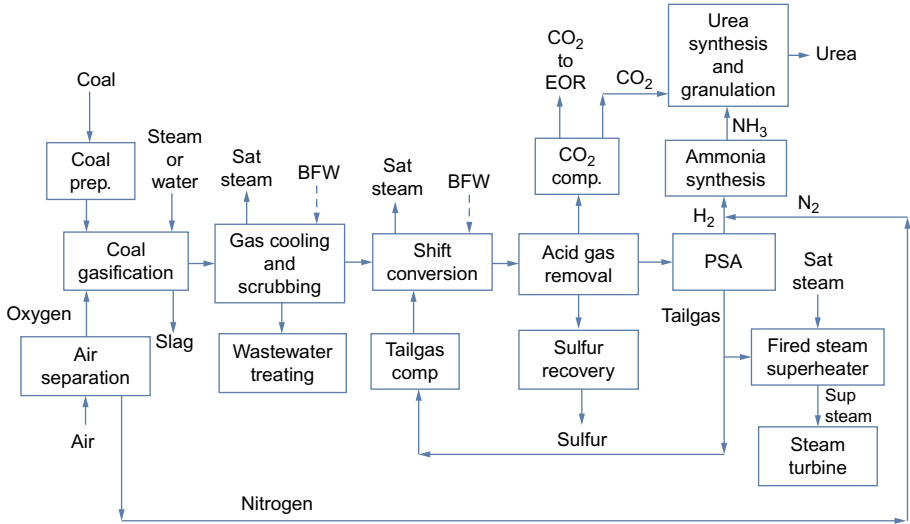 Coal
Coal
prep.
Steam
or
water
Coal
gasification
Oxygen
Slag
Air
separation
Air
Nitrogen
Sat
steam
BFW
Gas cooling
and
scrubbing
Wastewater
treating
Sat
steam
BFW
Shift
conversion
Tailgas
comp
CO₂
to
EOR
CO₂
CO₂
comp.
Acid gas
removal
Sulfur
recovery
Sulfur
Urea
synthesis
and
granulation
Urea
NH₃
Ammonia
synthesis
H₂
N₂
PSA
Tailgas
Sat
steam
Fired steam
superheater
Sup
steam
Steam
turbine